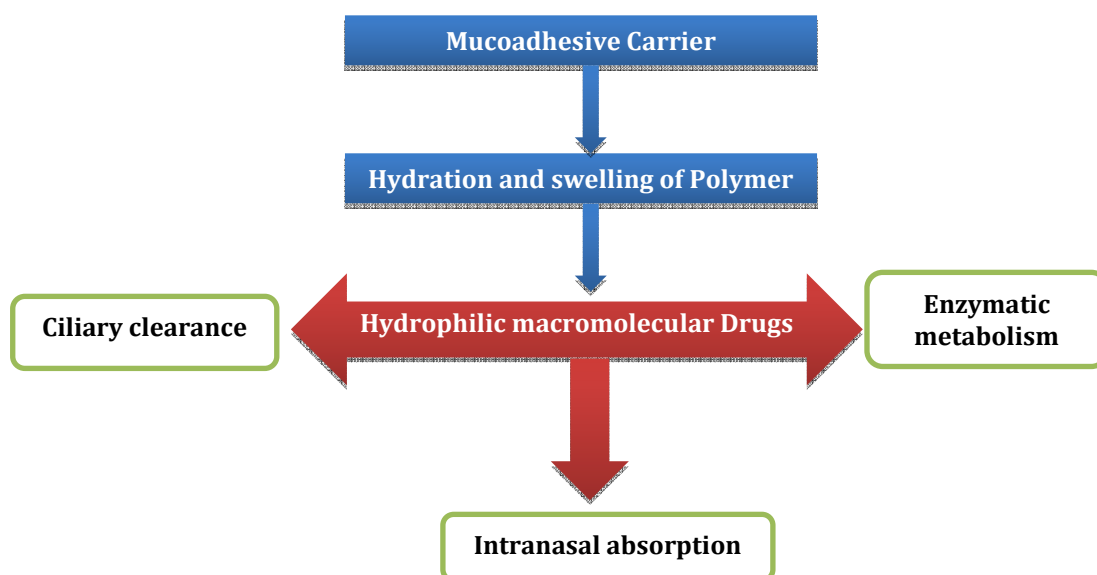 Mucoadhesive Carrier
Hydration and swelling of Polymer
Ciliary clearance
Hydrophilic macromolecular Drugs
Enzymatic
metabolism
Intranasal absorption